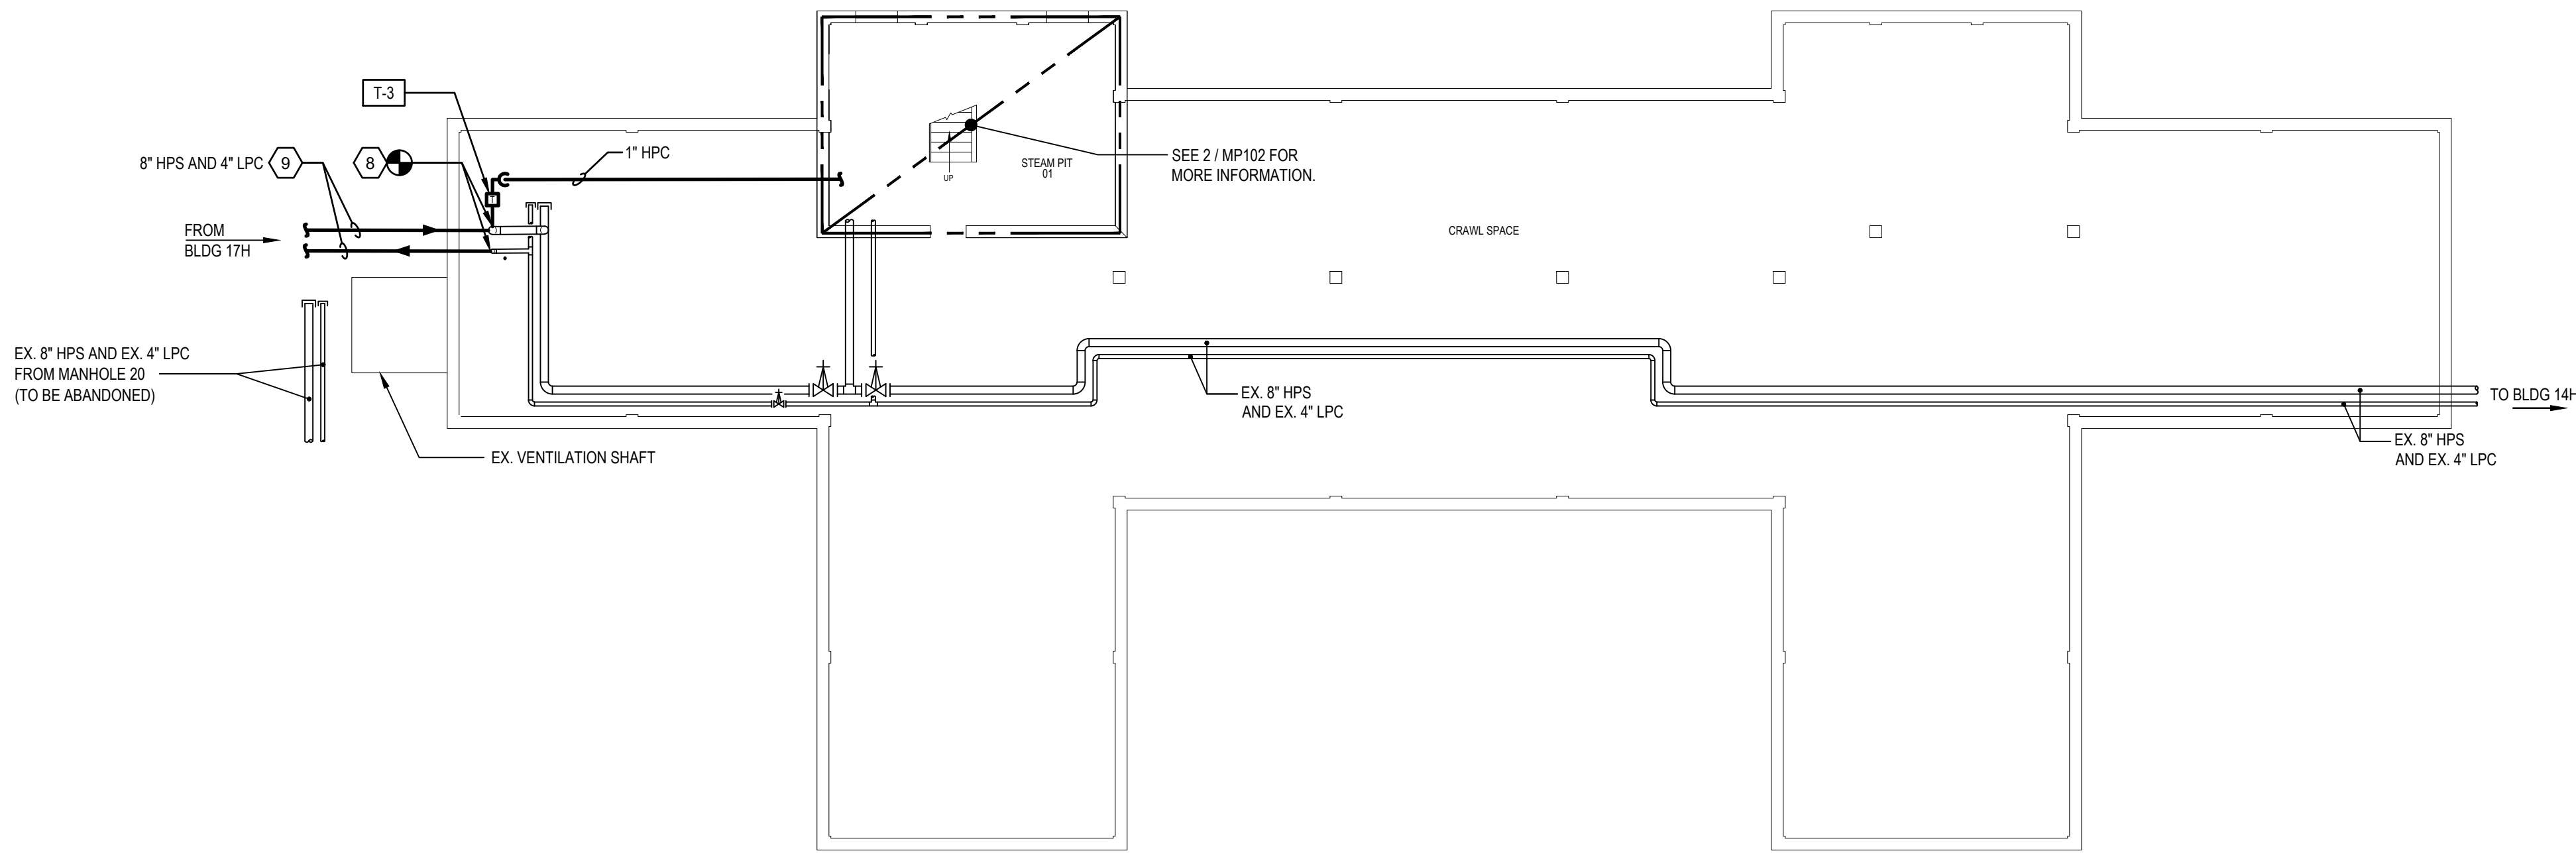 T-3
8" HPS AND 4" LPC
9
8
1" HPC
STEAM PIT
01
UP
SEE 2 / MP102 FOR
MORE INFORMATION.
FROM
BLDG 17H
CRAWL SPACE
EX. 8" HPS AND EX. 4" LPC
FROM MANHOLE 20
(TO BE ABANDONED)
EX. VENTILATION SHAFT
EX. 8" HPS
AND EX. 4" LPC
TO BLDG 14H
EX. 8" HPS
AND EX. 4" LPC